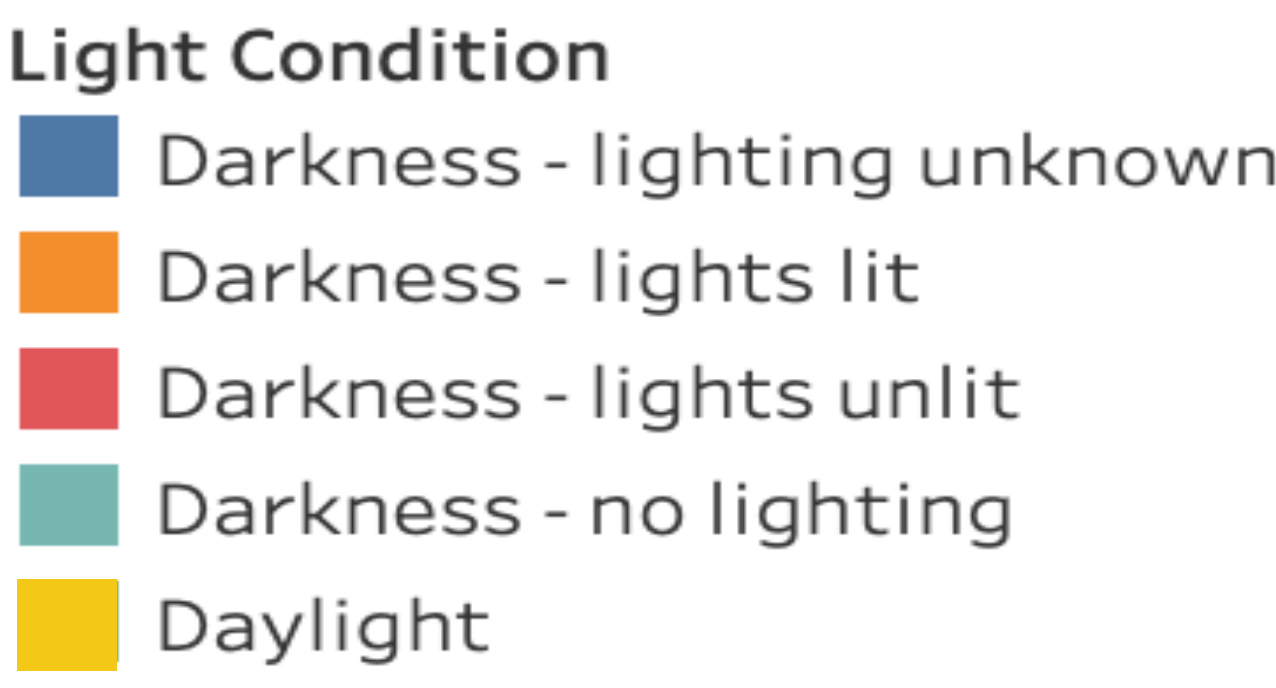 Light Condition
Darkness - lighting unknown
Darkness - lights lit
Darkness - lights unlit
Darkness - no lighting
Daylight